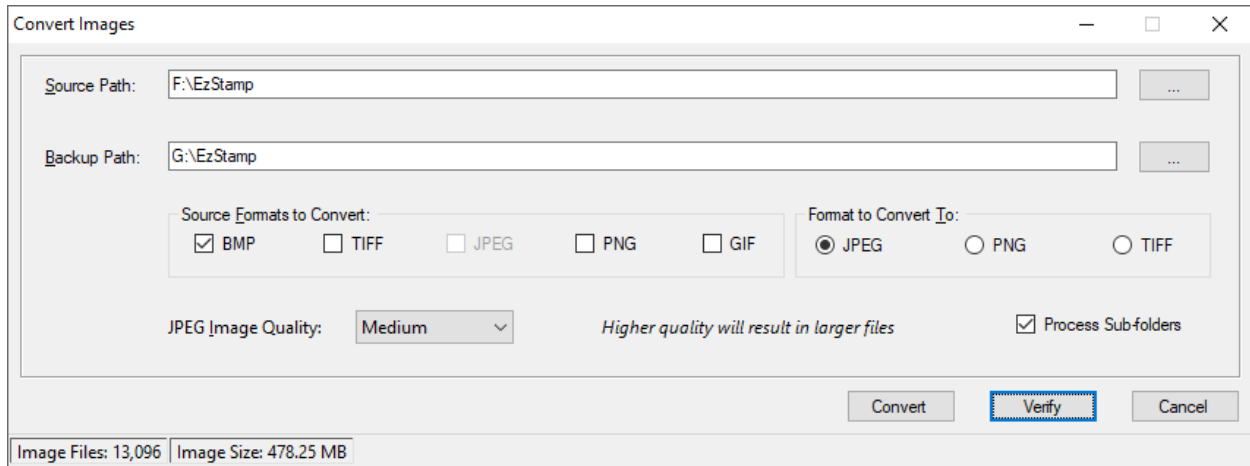 Convert Images
Source Path: F:\EzStamp ...
Backup Path: G:\EzStamp ...
Source Formats to Convert: Format to Convert To:
BMP TIFF JPEG PNG GIF JPEG PNG TIFF
JPEG Image Quality: Medium Higher quality will result in larger files Process Sub-folders
Convert Verify Cancel
Image Files: 13,096 Image Size: 478.25 MB